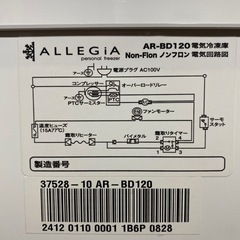 ALLEGiA
personal freezer
AR-BD120 電気冷凍庫
Non-Flon ノンフロン 電気回路図
電源プラグ AC100V
コンプレッサー
オーバーロードリレー
PTCサーミスター
ファンモーター
温度ヒューズ
(15A77℃)
霜取りヒーター
バイメタル
霜取りタイマー
サーモスタット
製造番号
37528-10 AR-BD120
2412 0110 0001 1B6P 0828